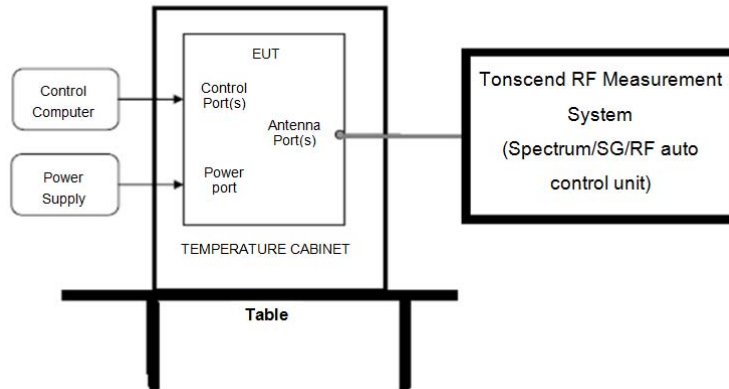 EUT
Control
Computer
Control
Port(s)
Antenna
Port(s)
Power
Supply
Power
port
TEMPERATURE CABINET
Table
Tonscend RF Measurement
System
(Spectrum/SG/RF auto
control unit)